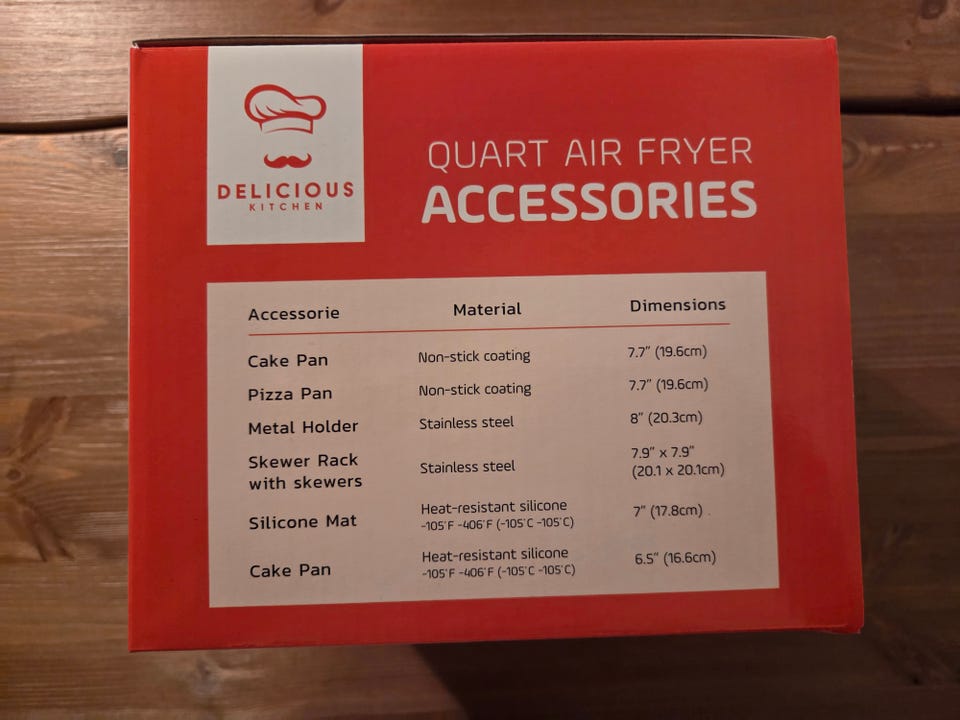 DELICIOUS
KITCHEN
QUART AIR FRYER
ACCESSORIES
Accessorie Material Dimensions
Cake Pan Non-stick coating 7.7" (19.6cm)
Pizza Pan Non-stick coating 7.7" (19.6cm)
Metal Holder Stainless steel 8" (20.3cm)
Skewer Rack
with skewers Stainless steel 7.9" x 7.9"
(20.1 x 20.1cm)
Silicone Mat Heat-resistant silicone
-105°F -406°F (-105°C -105°C) 7" (17.8cm)
Cake Pan Heat-resistant silicone
-105°F -406°F (-105°C -105°C) 6.5" (16.6cm)